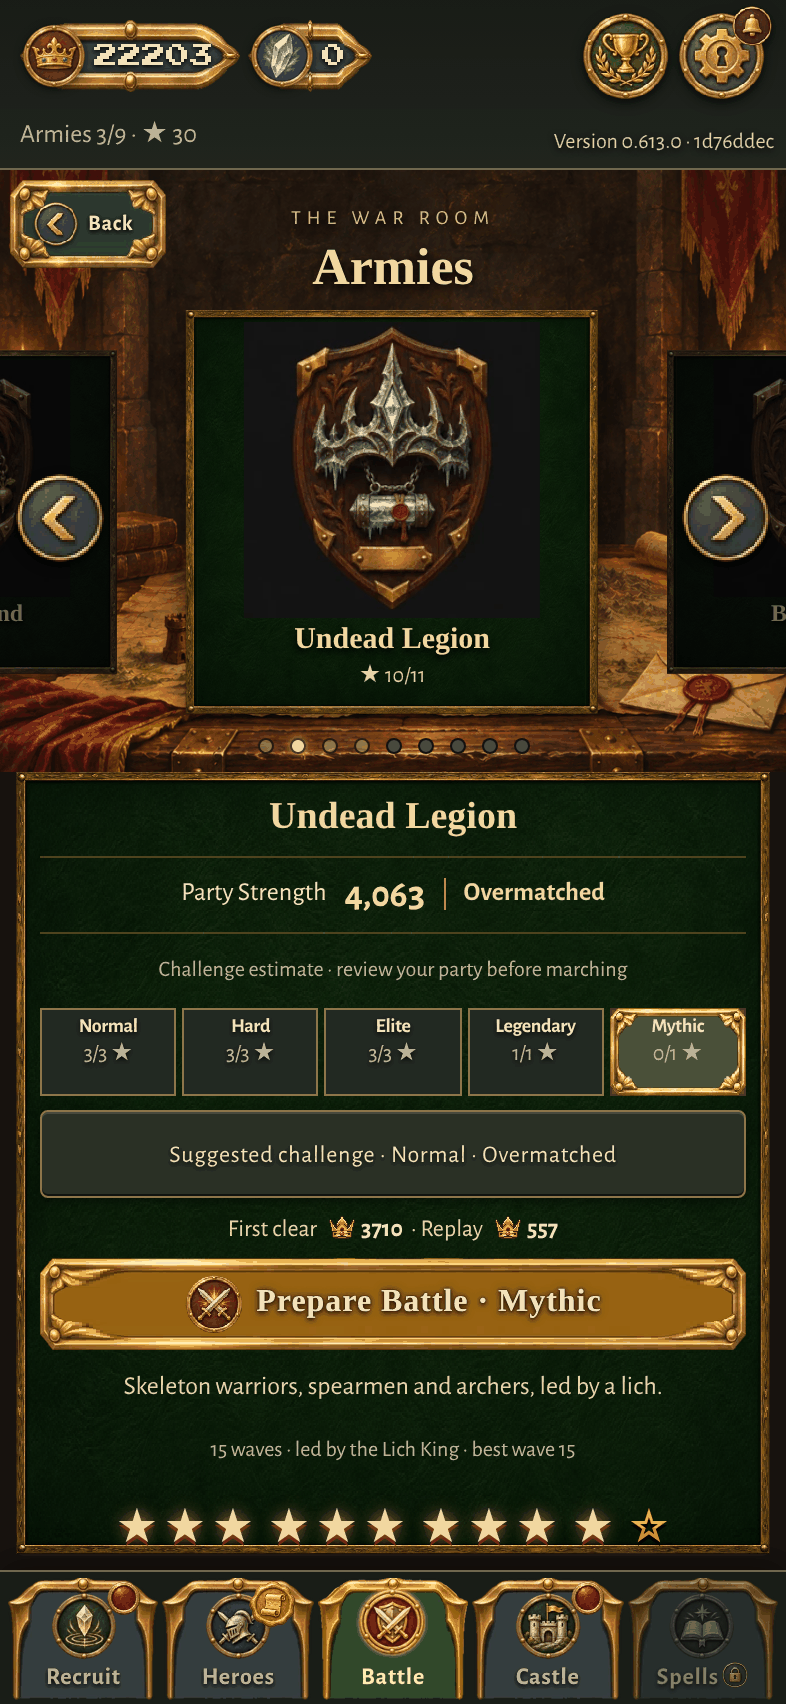 22203
0
Armies 3/9 · ★ 30
Version 0.613.0 · 1d76ddec
Back
THE WAR ROOM
Armies
nd
B
Undead Legion
★ 10/11
Undead Legion
Party Strength 4,063 | Overmatched
Challenge estimate · review your party before marching
Normal Hard Elite Legendary Mythic
3/3 ★ 3/3 ★ 3/3 ★ 1/1 ★ 0/1 ★
Suggested challenge · Normal · Overmatched
First clear 3710 · Replay 557
Prepare Battle · Mythic
Skeleton warriors, spearmen and archers, led by a lich.
15 waves · led by the Lich King · best wave 15
Recruit Heroes Battle Castle Spells